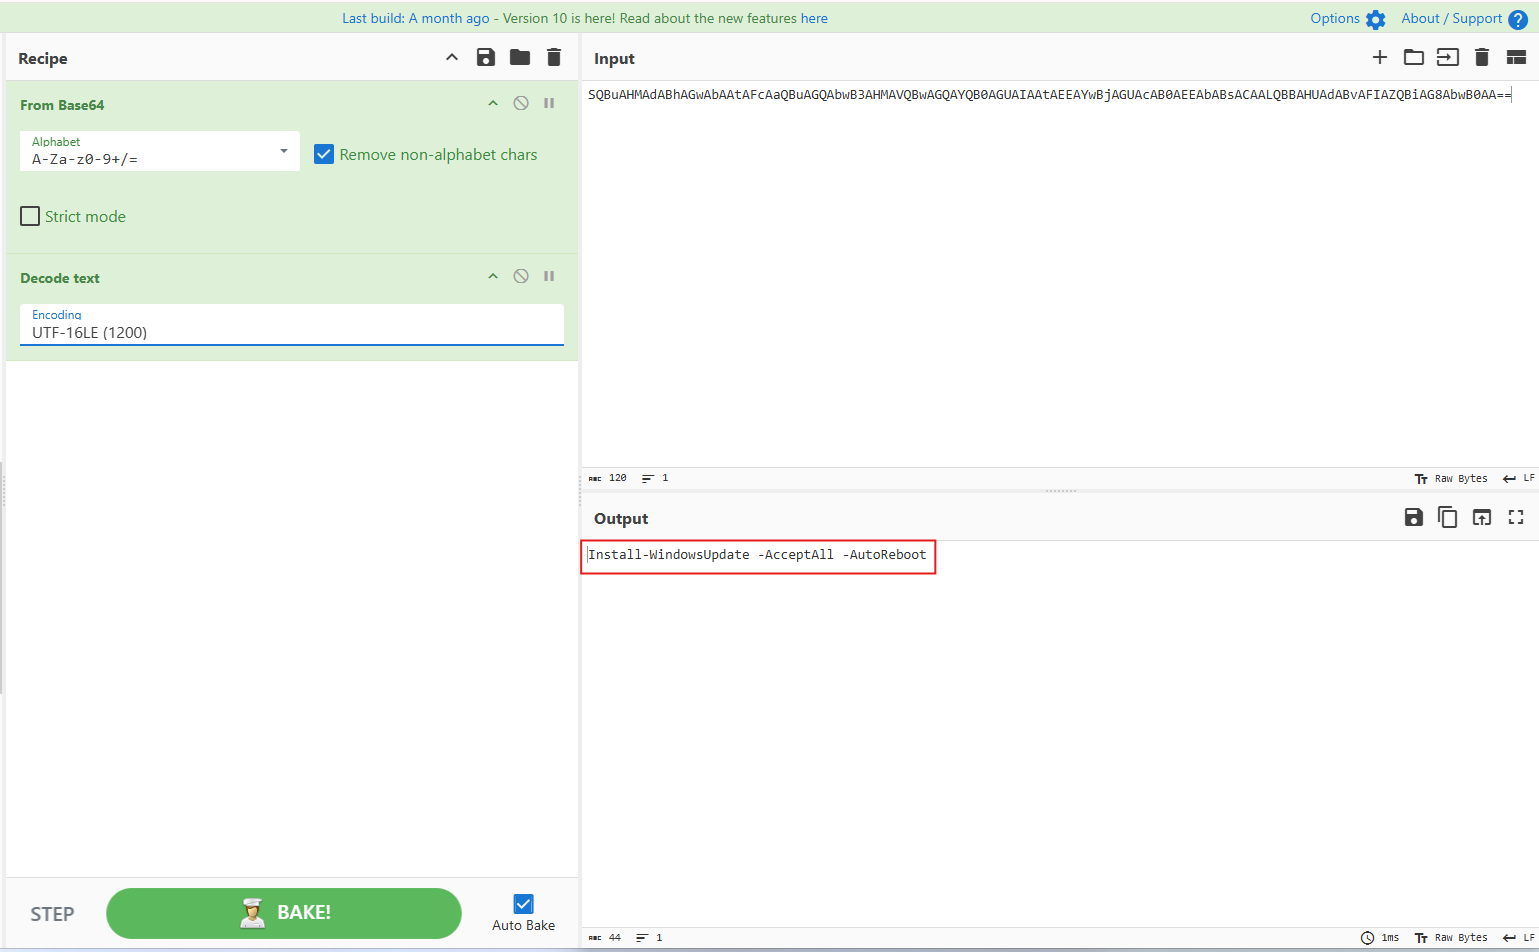 Last build: A month ago - Version 10 is here! Read about the new features here
Options
About / Support
Recipe
From Base64
Alphabet
A-Za-z0-9+/=
Remove non-alphabet chars
Strict mode
Decode text
Encoding
UTF-16LE (1200)
STEP
BAKE!
Auto Bake
Input
SQBuAHMAdABhAGwAbAAtAFcAaQBuAGQAbwB3AHMAVQBwAGQAYQB0AGUAIAAtAEEAYwBjAGUAcAB0AEEAbABsACAALQBBAHUAdABvAFIAZQBiAG8AbwB0AA==
ABC 120 1
Raw Bytes LF
Output
Install-WindowsUpdate -AcceptAll -AutoReboot
ABC 44 1
1ms Raw Bytes LF